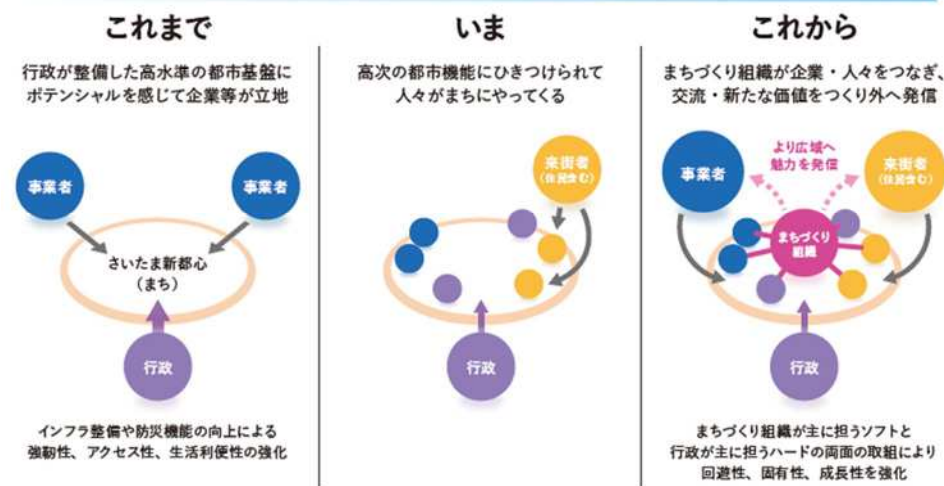 これまで
行政が整備した高水準の都市基盤に
ポテンシャルを感じて企業等が立地
事業者
事業者
さいたま新都心
(まち)
行政
インフラ整備や防災機能の向上による
強靭性、アクセス性、生活利便性の強化
いま
高次の都市機能にひきつけられて
人々がまちにやってくる
来街者
(住民含む)
行政
これから
まちづくり組織が企業・人々をつなぎ、
交流・新たな価値をつくり外へ発信
事業者
より広域へ
魅力を発信
来街者
(住民含む)
まちづくり
組織
行政
まちづくり組織が主に担うソフトと
行政が主に担うハードの両面の取組により
回遊性、固有性、成長性を強化